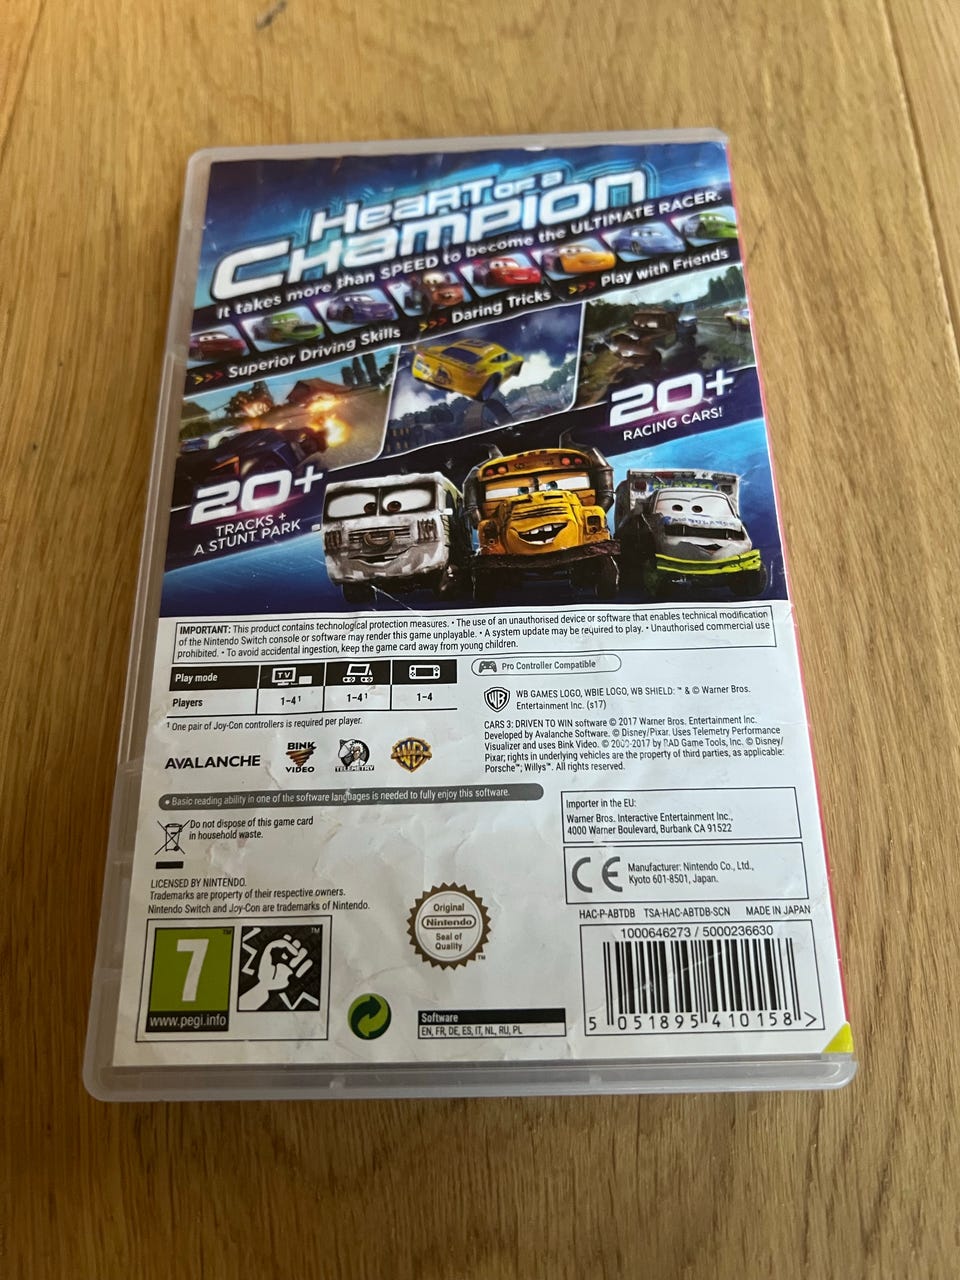 HEART OF A
CHAMPION
It takes more than SPEED to become the ULTIMATE RACER.
>>> Superior Driving Skills
>>> Daring Tricks
>>> Play with Friends
20+
RACING CARS!
20+
TRACKS +
A STUNT PARK
IMPORTANT: This product contains technological protection measures. • The use of an unauthorised device or software that enables technical modification
of the Nintendo Switch console or software may render this game unplayable. • A system update may be required to play. • Unauthorised commercial use
prohibited. • To avoid accidental ingestion, keep the game card away from young children.
Play mode
TV
Players
1-4¹
1-4¹
1-4
¹ One pair of Joy-Con controllers is required per player.
Pro Controller Compatible
WB
WB GAMES LOGO, WBIE LOGO, WB SHIELD: ™ & © Warner Bros.
Entertainment Inc. (s17)
CARS 3: DRIVEN TO WIN software © 2017 Warner Bros. Entertainment Inc.
Developed by Avalanche Software. © Disney/Pixar. Uses Telemetry Performance
Visualizer and uses Bink Video. © 2000-2017 by RAD Game Tools, Inc. © Disney/
Pixar; rights in underlying vehicles are the property of third parties, as applicable:
Porsche™; Willys™. All rights reserved.
AVALANCHE
BINK
VIDEO
TELEMETRY
• Basic reading ability in one of the software languages is needed to fully enjoy this software.
Do not dispose of this game card
in household waste.
Importer in the EU:
Warner Bros. Interactive Entertainment Inc.,
4000 Warner Boulevard, Burbank CA 91522
CE
Manufacturer: Nintendo Co., Ltd.,
Kyoto 601-8501, Japan.
LICENSED BY NINTENDO.
Trademarks are property of their respective owners.
Nintendo Switch and Joy-Con are trademarks of Nintendo.
HAC-P-ABTDB TSA-HAC-ABTDB-SCN MADE IN JAPAN
7
™
www.pegi.info
™
Original
Nintendo
Seal of
Quality
™
Software
EN, FR, DE, ES, IT, NL, RU, PL
1000646273 / 5000236630
5 051895 410158 >